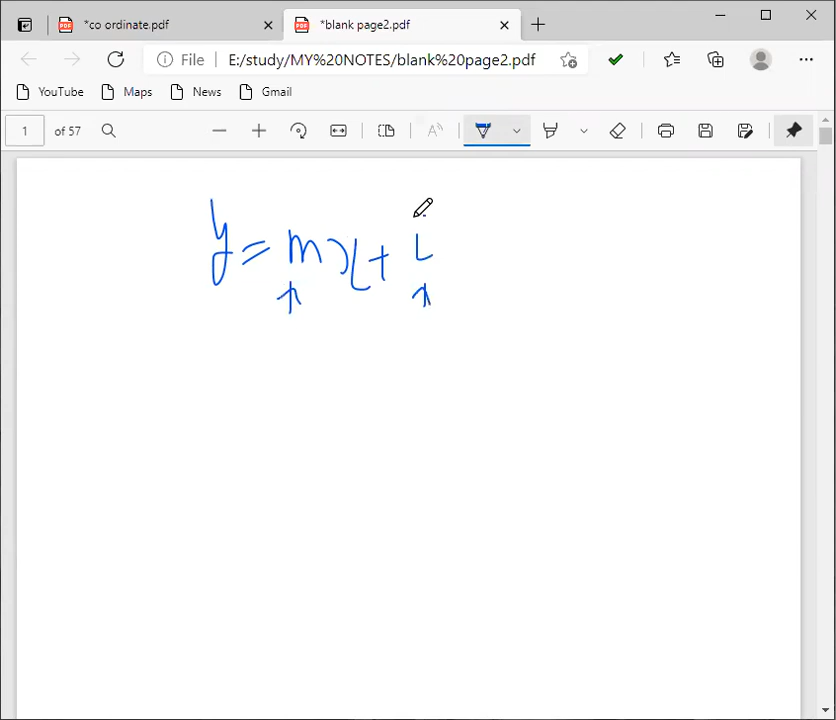 *co ordinate.pdf
*blank page2.pdf
File E:/study/MY%20NOTES/blank%20page2.pdf
YouTube Maps News Gmail
1 of 57
y = mx + c